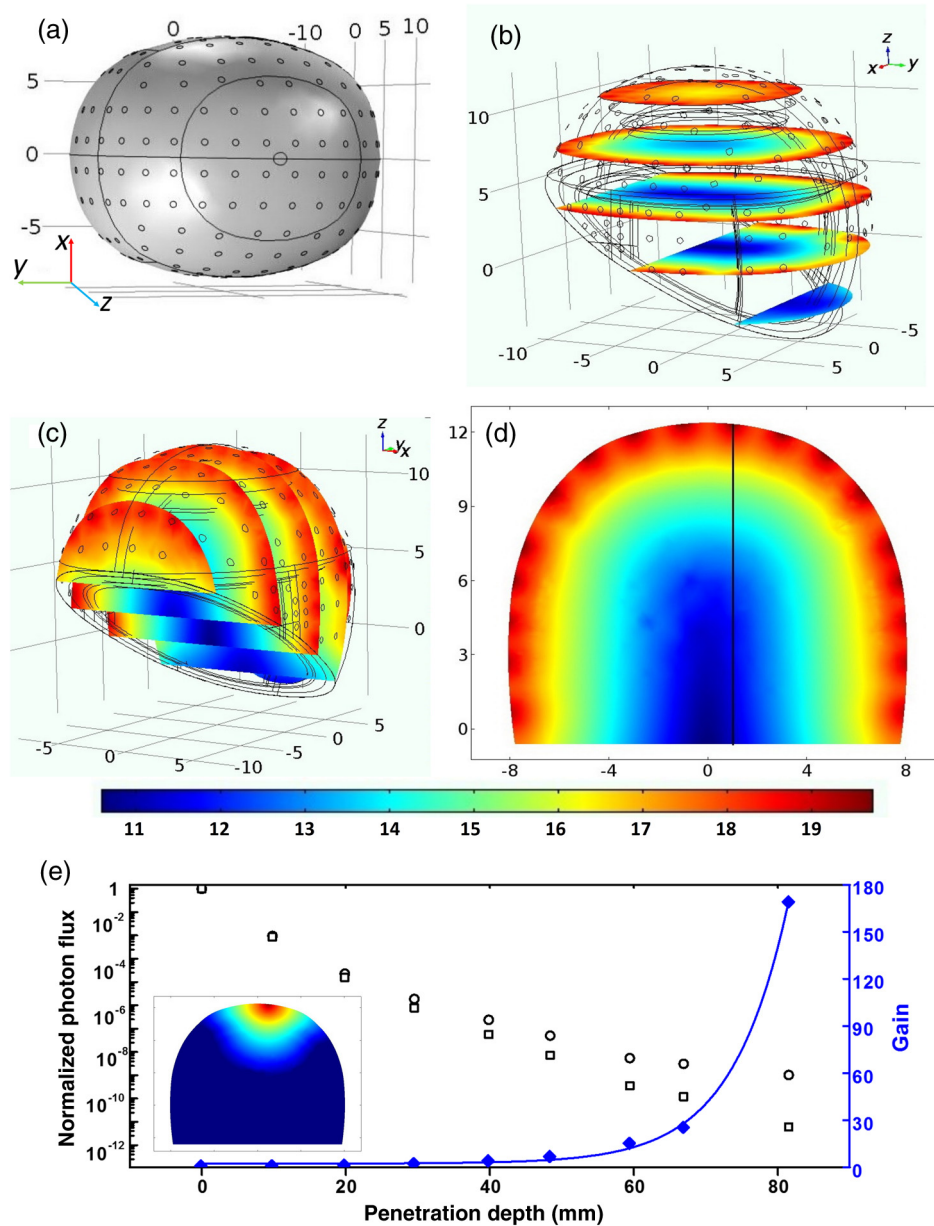 (a)
0 -10 0 5 10
5
0
-5
x
y
z
(b)
z
x y
10
5
0
-10
-5
0
5
-5
0
5
(c)
z
y
x
10
5
0
-5
0
5
-10
-5
0
5
(d)
12
9
6
3
0
-8 -4 0 4 8
11 12 13 14 15 16 17 18 19
(e)
Normalized photon flux
1
10-2
10-4
10-6
10-8
10-10
10-12
180
150
120
90
60
30
0
Gain
0 20 40 60 80
Penetration depth (mm)